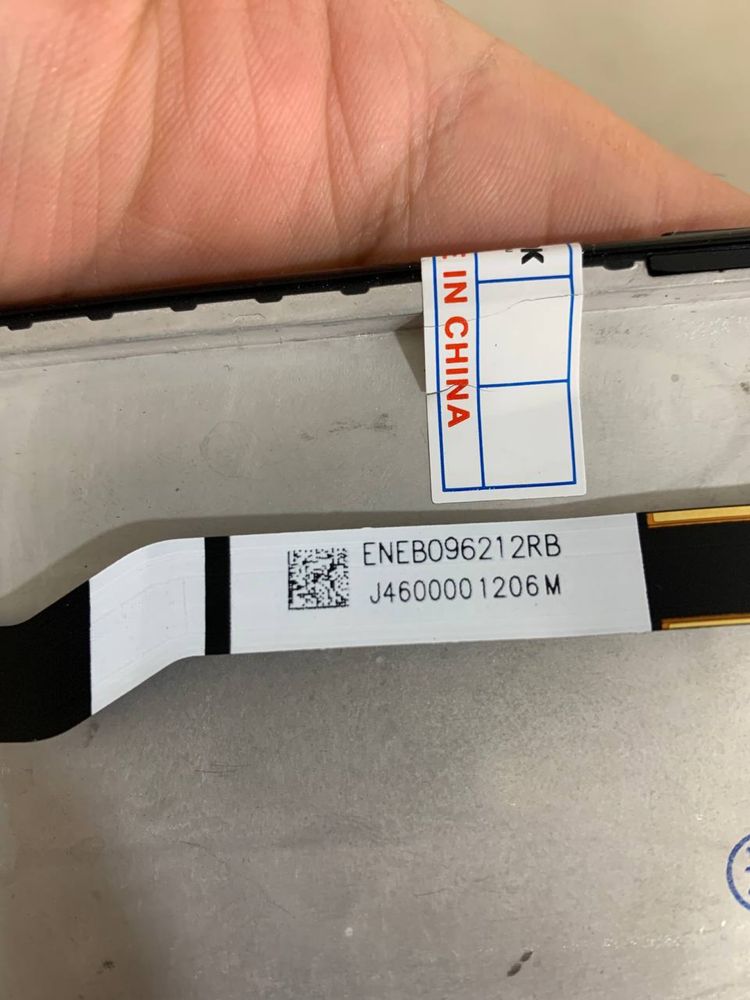 K
E IN CHINA
ENEB096212RB
J4600001206M